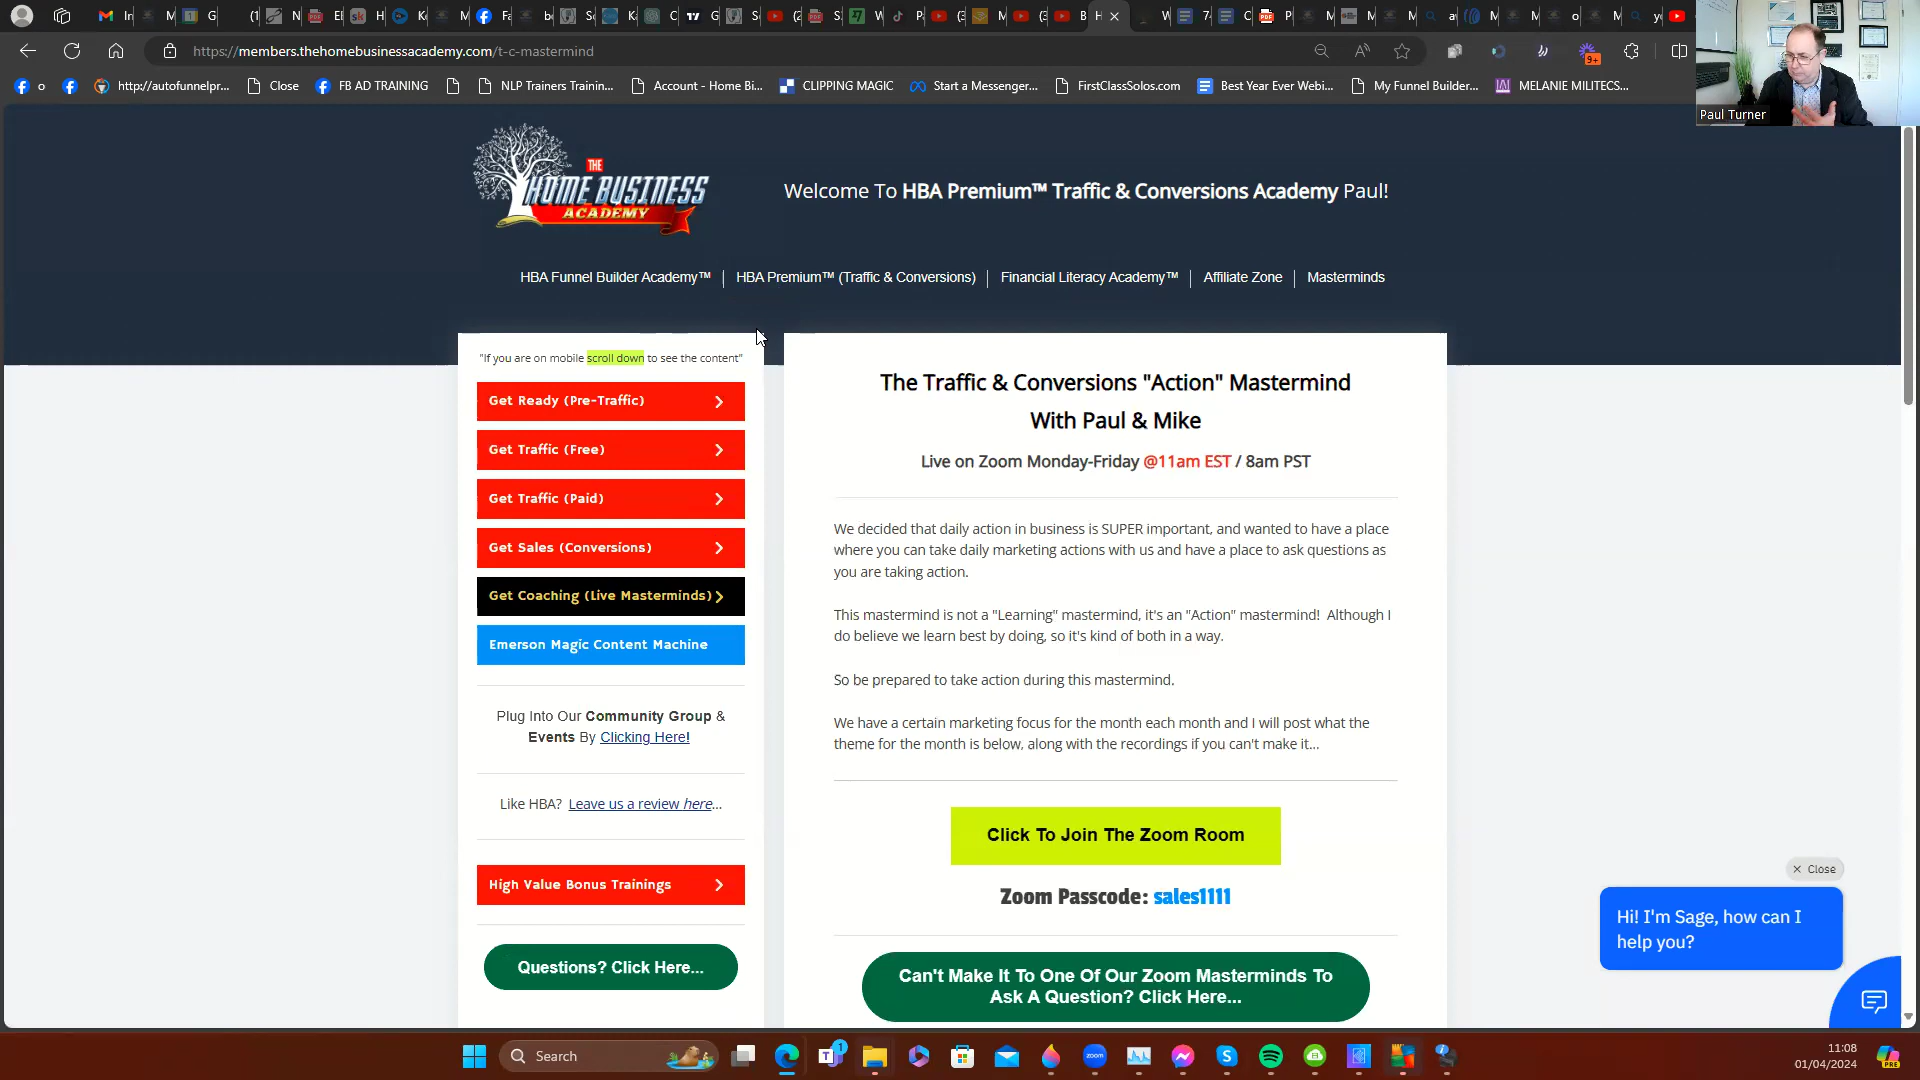 https://members.thehomebusinessacademy.com/t-c-mastermind
9+
http://autofunnelpr...
Close
FB AD TRAINING
NLP Trainers Trainin...
Account - Home Bi...
CLIPPING MAGIC
Start a Messenger...
FirstClassSolos.com
Best Year Ever Webi...
My Funnel Builder...
MELANIE MILITECS...
Paul Turner
THE
HOME BUSINESS
ACADEMY
Welcome To HBA Premium™ Traffic & Conversions Academy Paul!
HBA Funnel Builder Academy™
HBA Premium™ (Traffic & Conversions)
Financial Literacy Academy™
Affiliate Zone
Masterminds
"If you are on mobile scroll down to see the content"
Get Ready (Pre-Traffic)
Get Traffic (Free)
Get Traffic (Paid)
Get Sales (Conversions)
Get Coaching (Live Masterminds)
Emerson Magic Content Machine
Plug Into Our Community Group &
Events By Clicking Here!
Like HBA? Leave us a review here...
High Value Bonus Trainings
Questions? Click Here...
The Traffic & Conversions "Action" Mastermind
With Paul & Mike
Live on Zoom Monday-Friday @11am EST / 8am PST
We decided that daily action in business is SUPER important, and wanted to have a place
where you can take daily marketing actions with us and have a place to ask questions as
you are taking action.
This mastermind is not a "Learning" mastermind, it's an "Action" mastermind! Although I
do believe we learn best by doing, so it's kind of both in a way.
So be prepared to take action during this mastermind.
We have a certain marketing focus for the month each month and I will post what the
theme for the month is below, along with the recordings if you can't make it...
Click To Join The Zoom Room
Zoom Passcode: sales1111
Can't Make It To One Of Our Zoom Masterminds To
Ask A Question? Click Here...
Close
Hi! I'm Sage, how can I
help you?
Search
1
zoom
11:08
01/04/2024
PRE